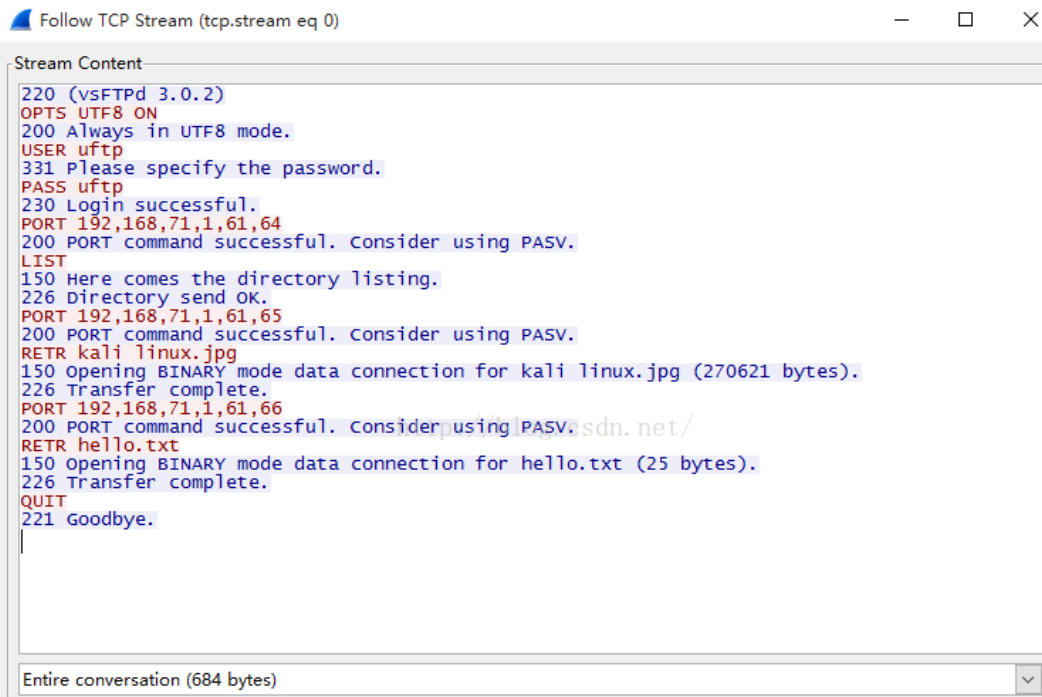 Follow TCP Stream (tcp.stream eq 0)
Stream Content
220 (vsFTPd 3.0.2)
OPTS UTF8 ON
200 Always in UTF8 mode.
USER uftp
331 Please specify the password.
PASS uftp
230 Login successful.
PORT 192,168,71,1,61,64
200 PORT command successful. Consider using PASV.
LIST
150 Here comes the directory listing.
226 Directory send OK.
PORT 192,168,71,1,61,65
200 PORT command successful. Consider using PASV.
RETR kali linux.jpg
150 Opening BINARY mode data connection for kali linux.jpg (270621 bytes).
226 Transfer complete.
PORT 192,168,71,1,61,66
200 PORT command successful. Consider using PASV.
http://blog.csdn.net/
RETR hello.txt
150 Opening BINARY mode data connection for hello.txt (25 bytes).
226 Transfer complete.
QUIT
221 Goodbye.
Entire conversation (684 bytes)